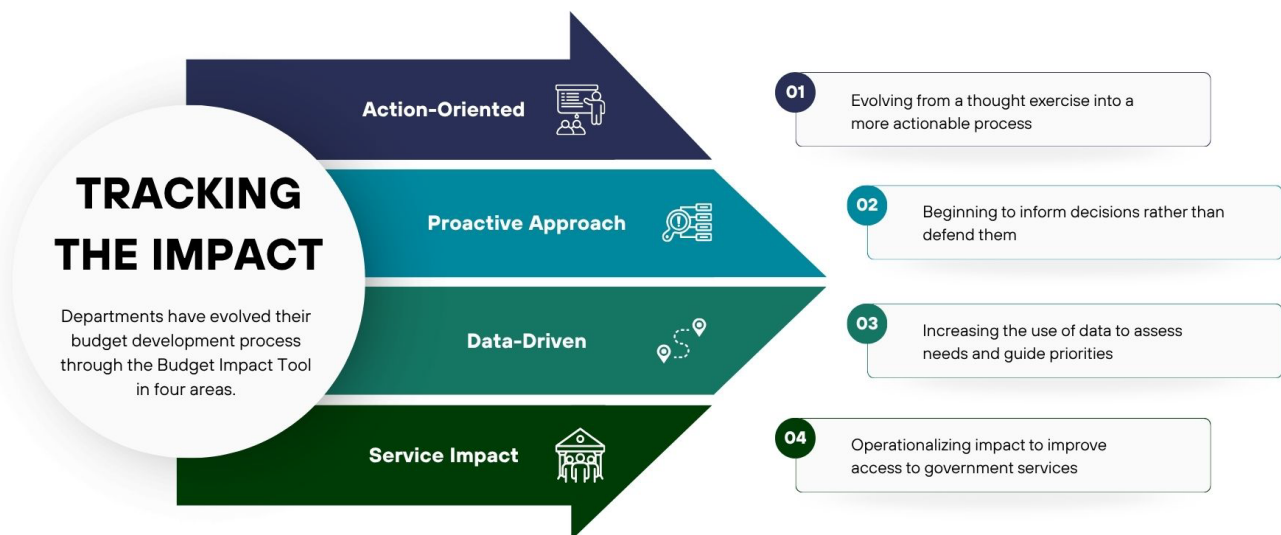 TRACKING
THE IMPACT
Departments have evolved their
budget development process
through the Budget Impact Tool
in four areas.
Action-Oriented
01
Evolving from a thought exercise into a
more actionable process
Proactive Approach
02
Beginning to inform decisions rather than
defend them
Data-Driven
03
Increasing the use of data to assess
needs and guide priorities
Service Impact
04
Operationalizing impact to improve
access to government services